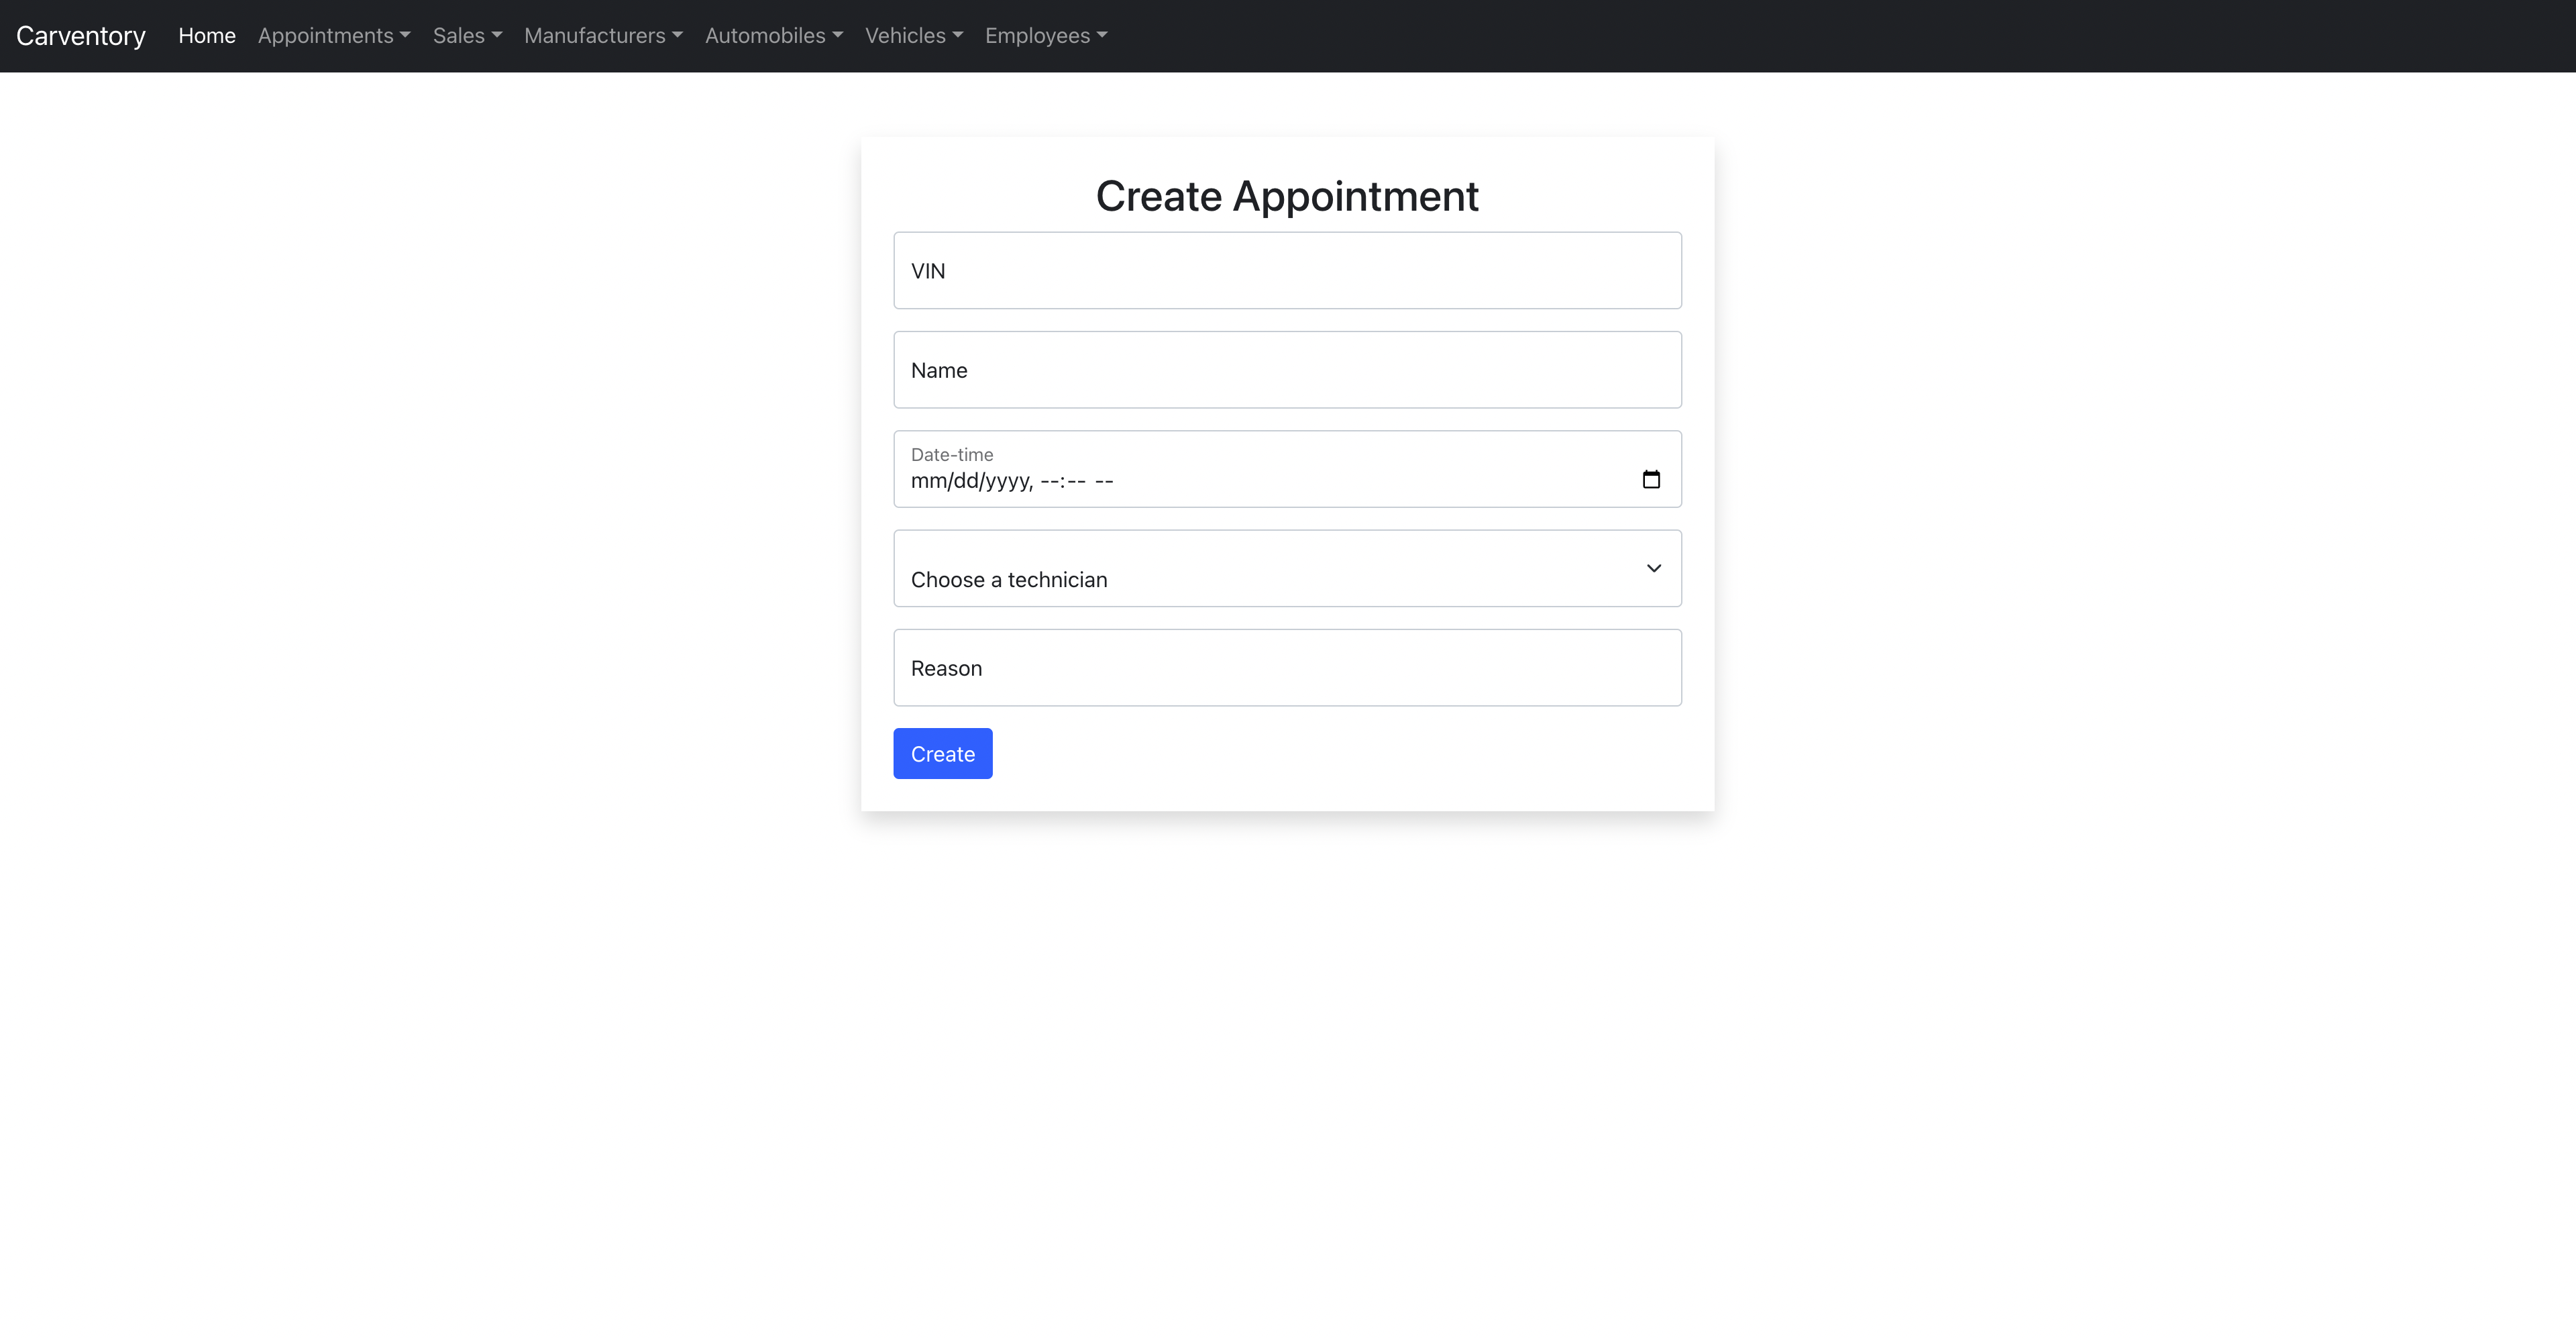 Carventory Home Appointments Sales Manufacturers Automobiles Vehicles Employees
Create Appointment
VIN
Name
Date-time
mm/dd/yyyy, --:-- --
Choose a technician
Reason
Create